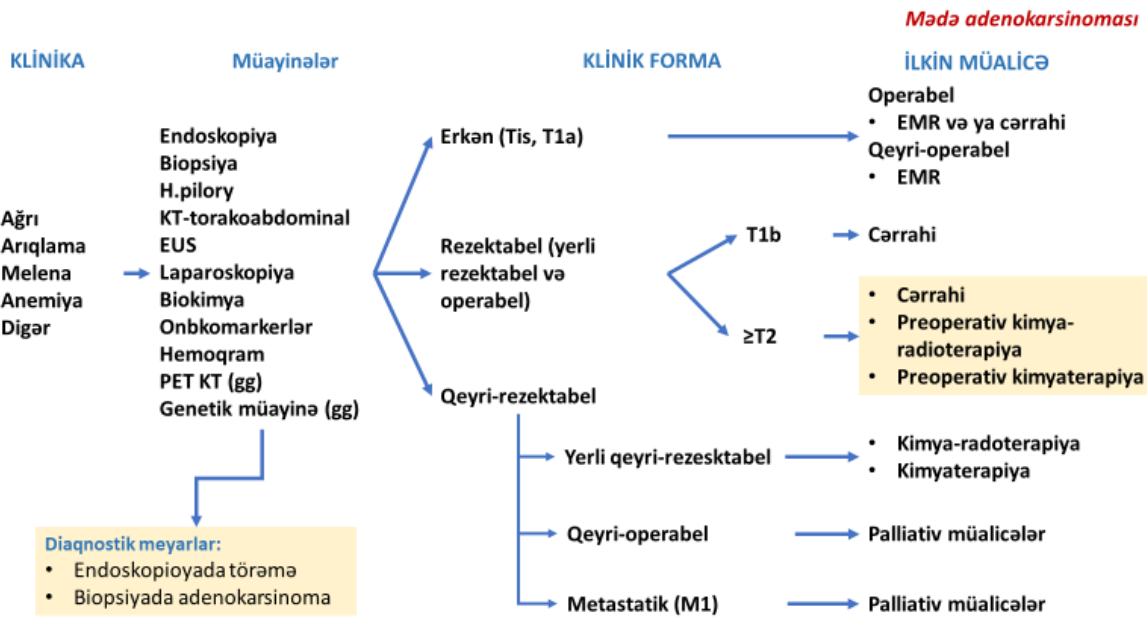 Mədə adenokarsinoması
KLİNİKA
Müayinələr
KLİNİK FORMA
İLKİN MÜALİCƏ
Ağrı
Arıqlama
Melena
Anemiya
Digər
Endoskopiya
Biopsiya
H.pilory
KT-torakoabdominal
EUS
Laparoskopiya
Biokimya
Onbkomarkerlər
Hemoqram
PET KT (gg)
Genetik müayinə (gg)
Diaqnostik meyarlar:
• Endoskopioyada törəmə
• Biopsiyada adenokarsinoma
Erkən (Tis, T1a)
Operabel
• EMR və ya cərrahi
Qeyri-operabel
• EMR
Rezektabel (yerli
rezektabel və
operabel)
T1b
Cərrahi
≥T2
• Cərrahi
• Preoperativ kimya-
radioterapiya
• Preoperativ kimyaterapiya
Qeyri-rezektabel
Yerli qeyri-rezesktabel
• Kimya-radoterapiya
• Kimyaterapiya
Qeyri-operabel
Palliativ müalicələr
Metastatik (M1)
Palliativ müalicələr